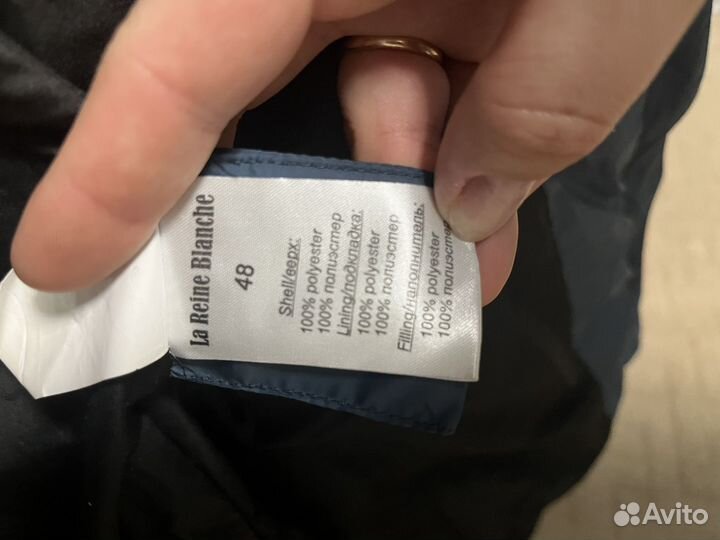 La Reine Blanche
48
Shell/верх:
100% polyester
100% полиэстер
Lining/подкладка:
100% polyester
100% полиэстер
Filling/наполнитель:
100% polyester
100% полиэстер
Avito